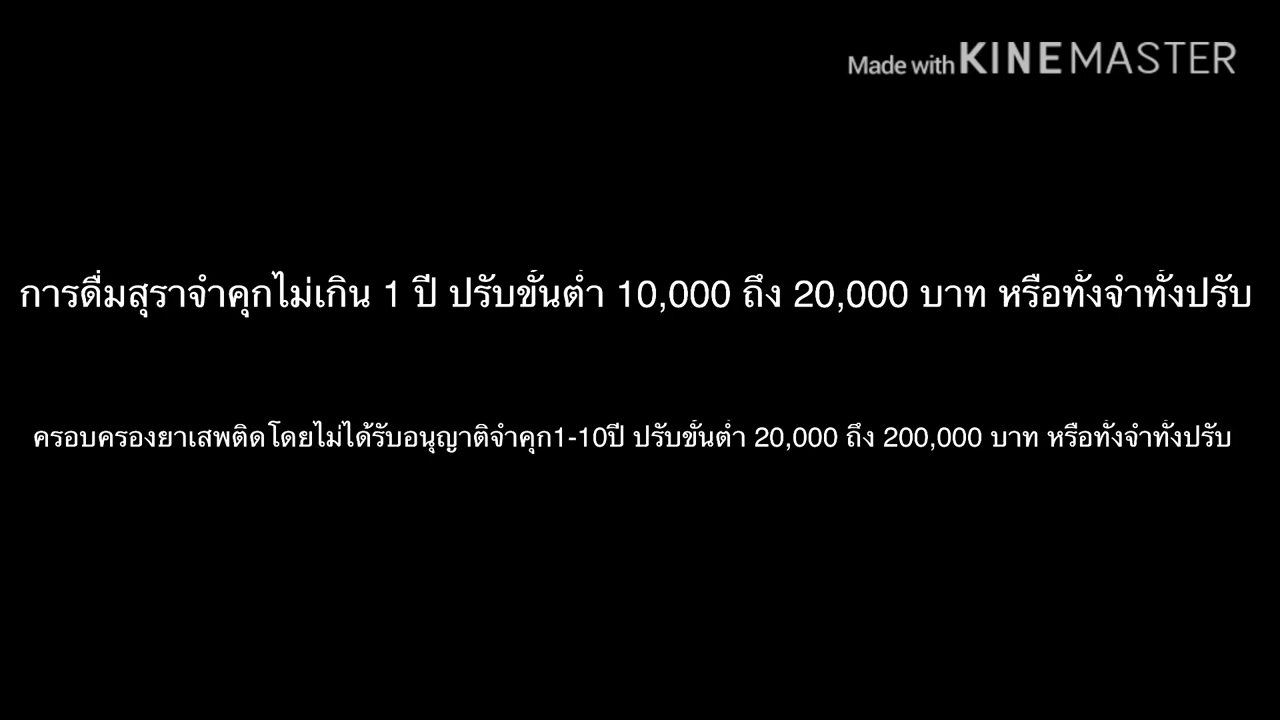 Made with KINEMASTER
การดื่มสุราจำคุกไม่เกิน 1 ปี ปรับขั้นต่ำ 10,000 ถึง 20,000 บาท หรือทั้งจำทั้งปรับ
ครอบครองยาเสพติดโดยไม่ได้รับอนุญาติจำคุก1-10ปี ปรับขั้นต่ำ 20,000 ถึง 200,000 บาท หรือทั้งจำทั้งปรับ